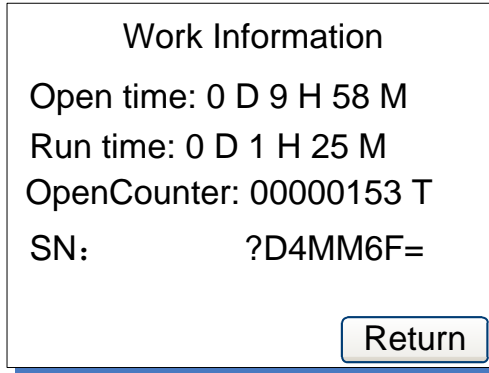 Work Information
Open time: 0 D 9 H 58 M
Run time: 0 D 1 H 25 M
OpenCounter: 00000153 T
SN： ?D4MM6F=
Return